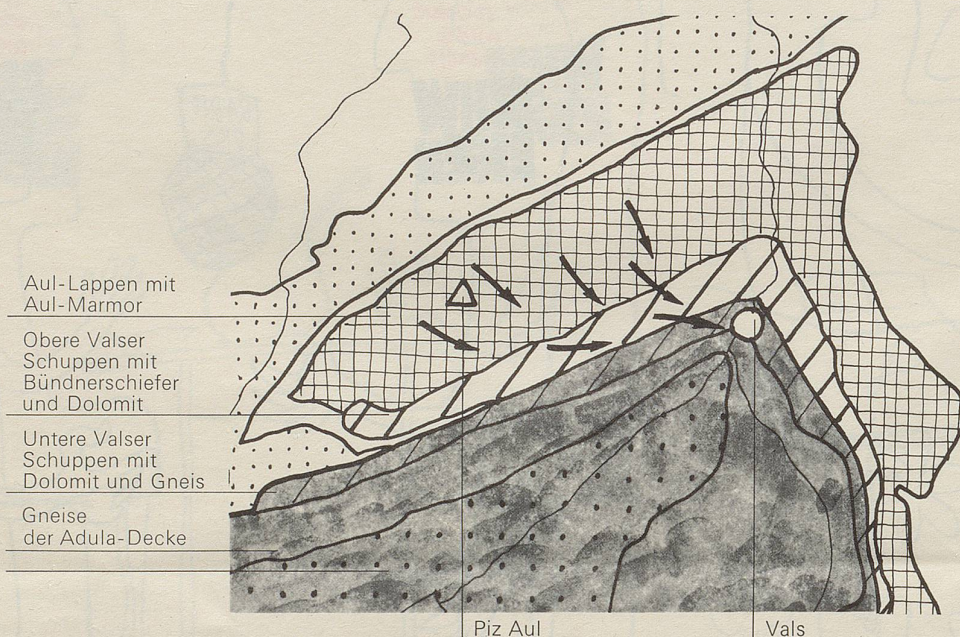 Aul-Lappen mit
Aul-Marmor
Obere Valser
Schuppen mit
Bündnerschiefer
und Dolomit
Untere Valser
Schuppen mit
Dolomit und Gneis
Gneise
der Adula-Decke
Piz Aul
Vals